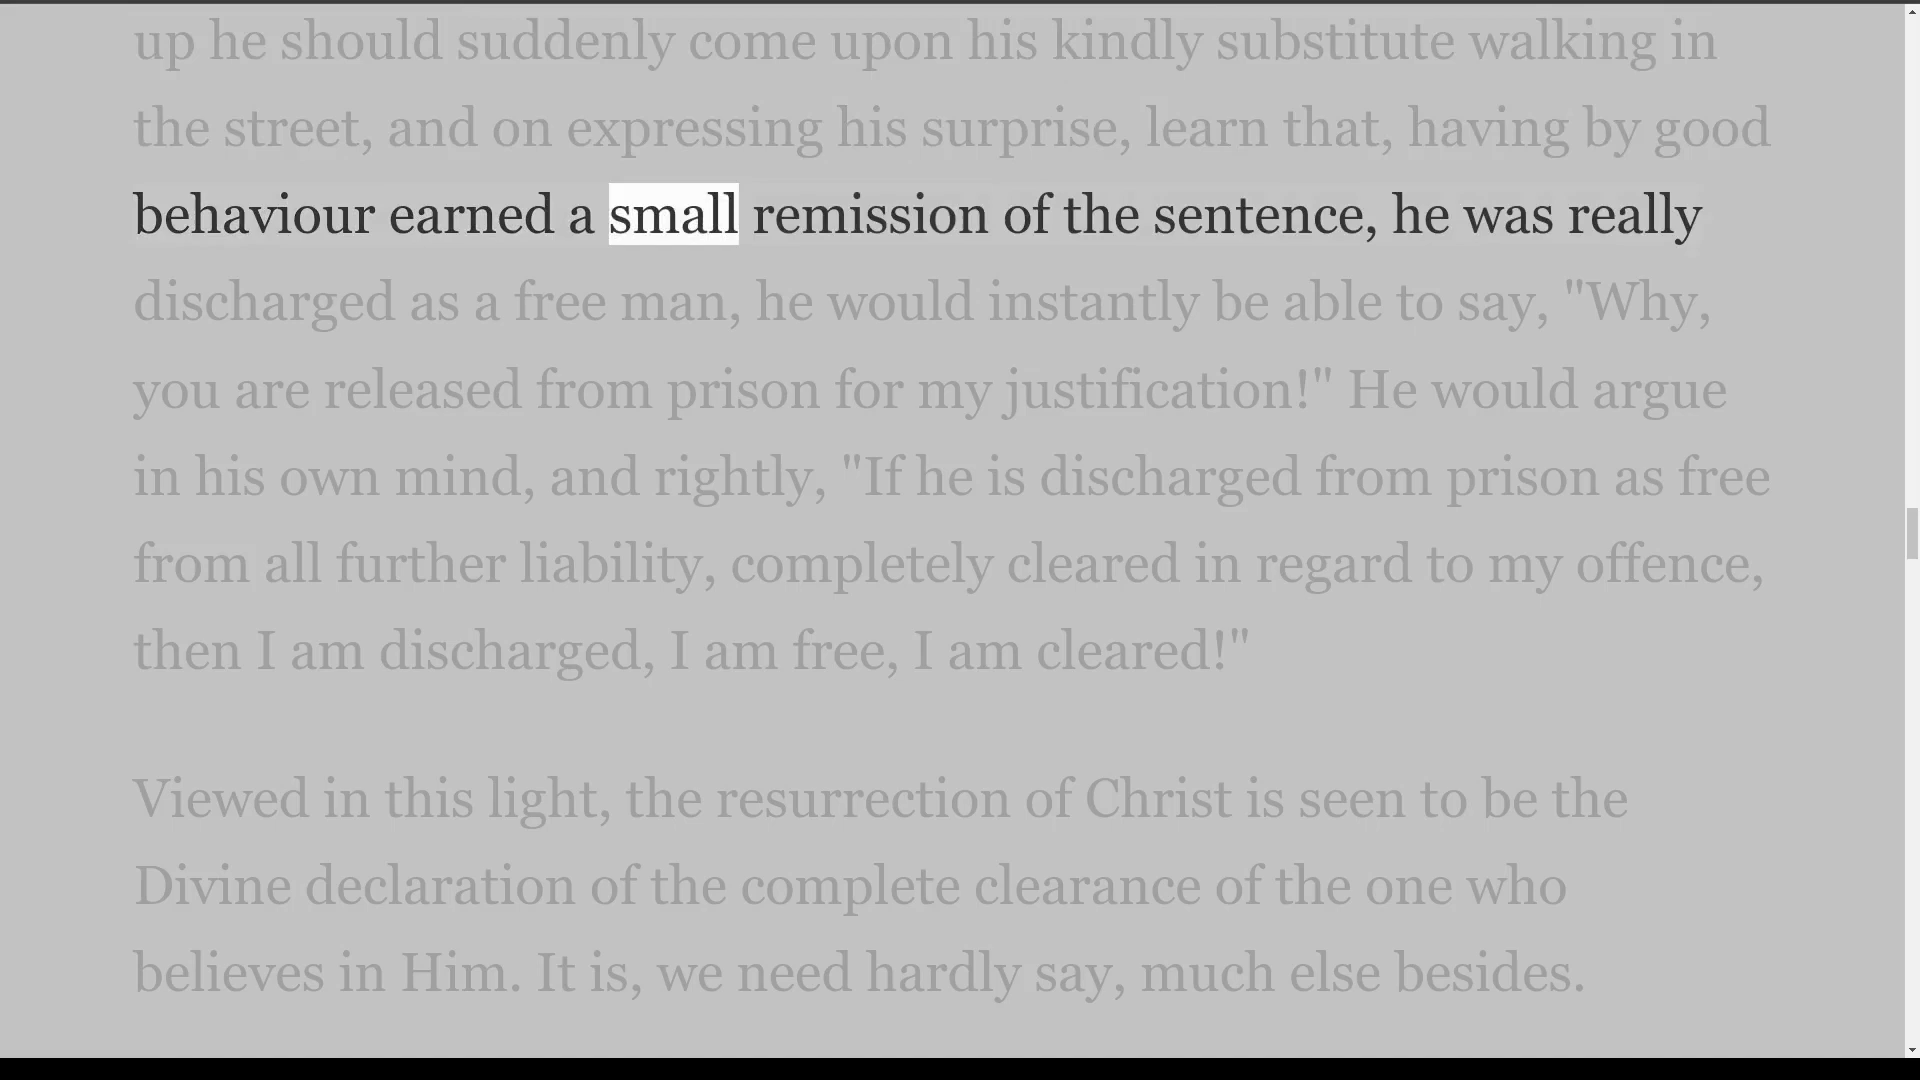 up he should suddenly come upon his kindly substitute walking in
the street, and on expressing his surprise, learn that, having by good
behaviour earned a small remission of the sentence, he was really
discharged as a free man, he would instantly be able to say, "Why,
you are released from prison for my justification!" He would argue
in his own mind, and rightly, "If he is discharged from prison as free
from all further liability, completely cleared in regard to my offence,
then I am discharged, I am free, I am cleared!"
Viewed in this light, the resurrection of Christ is seen to be the
Divine declaration of the complete clearance of the one who
believes in Him. It is, we need hardly say, much else besides.